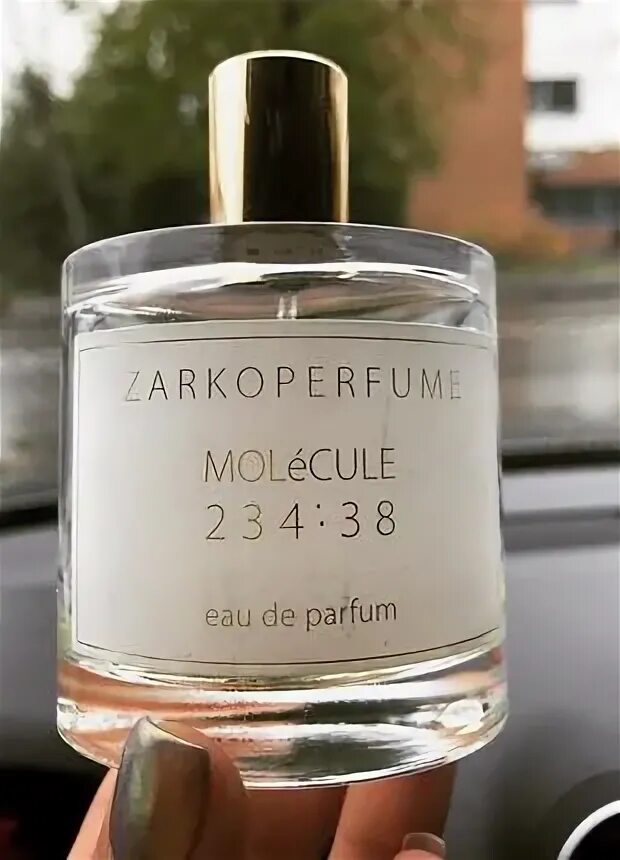 ZARKOPERFUME
MOLéCULE
234:38
eau de parfum